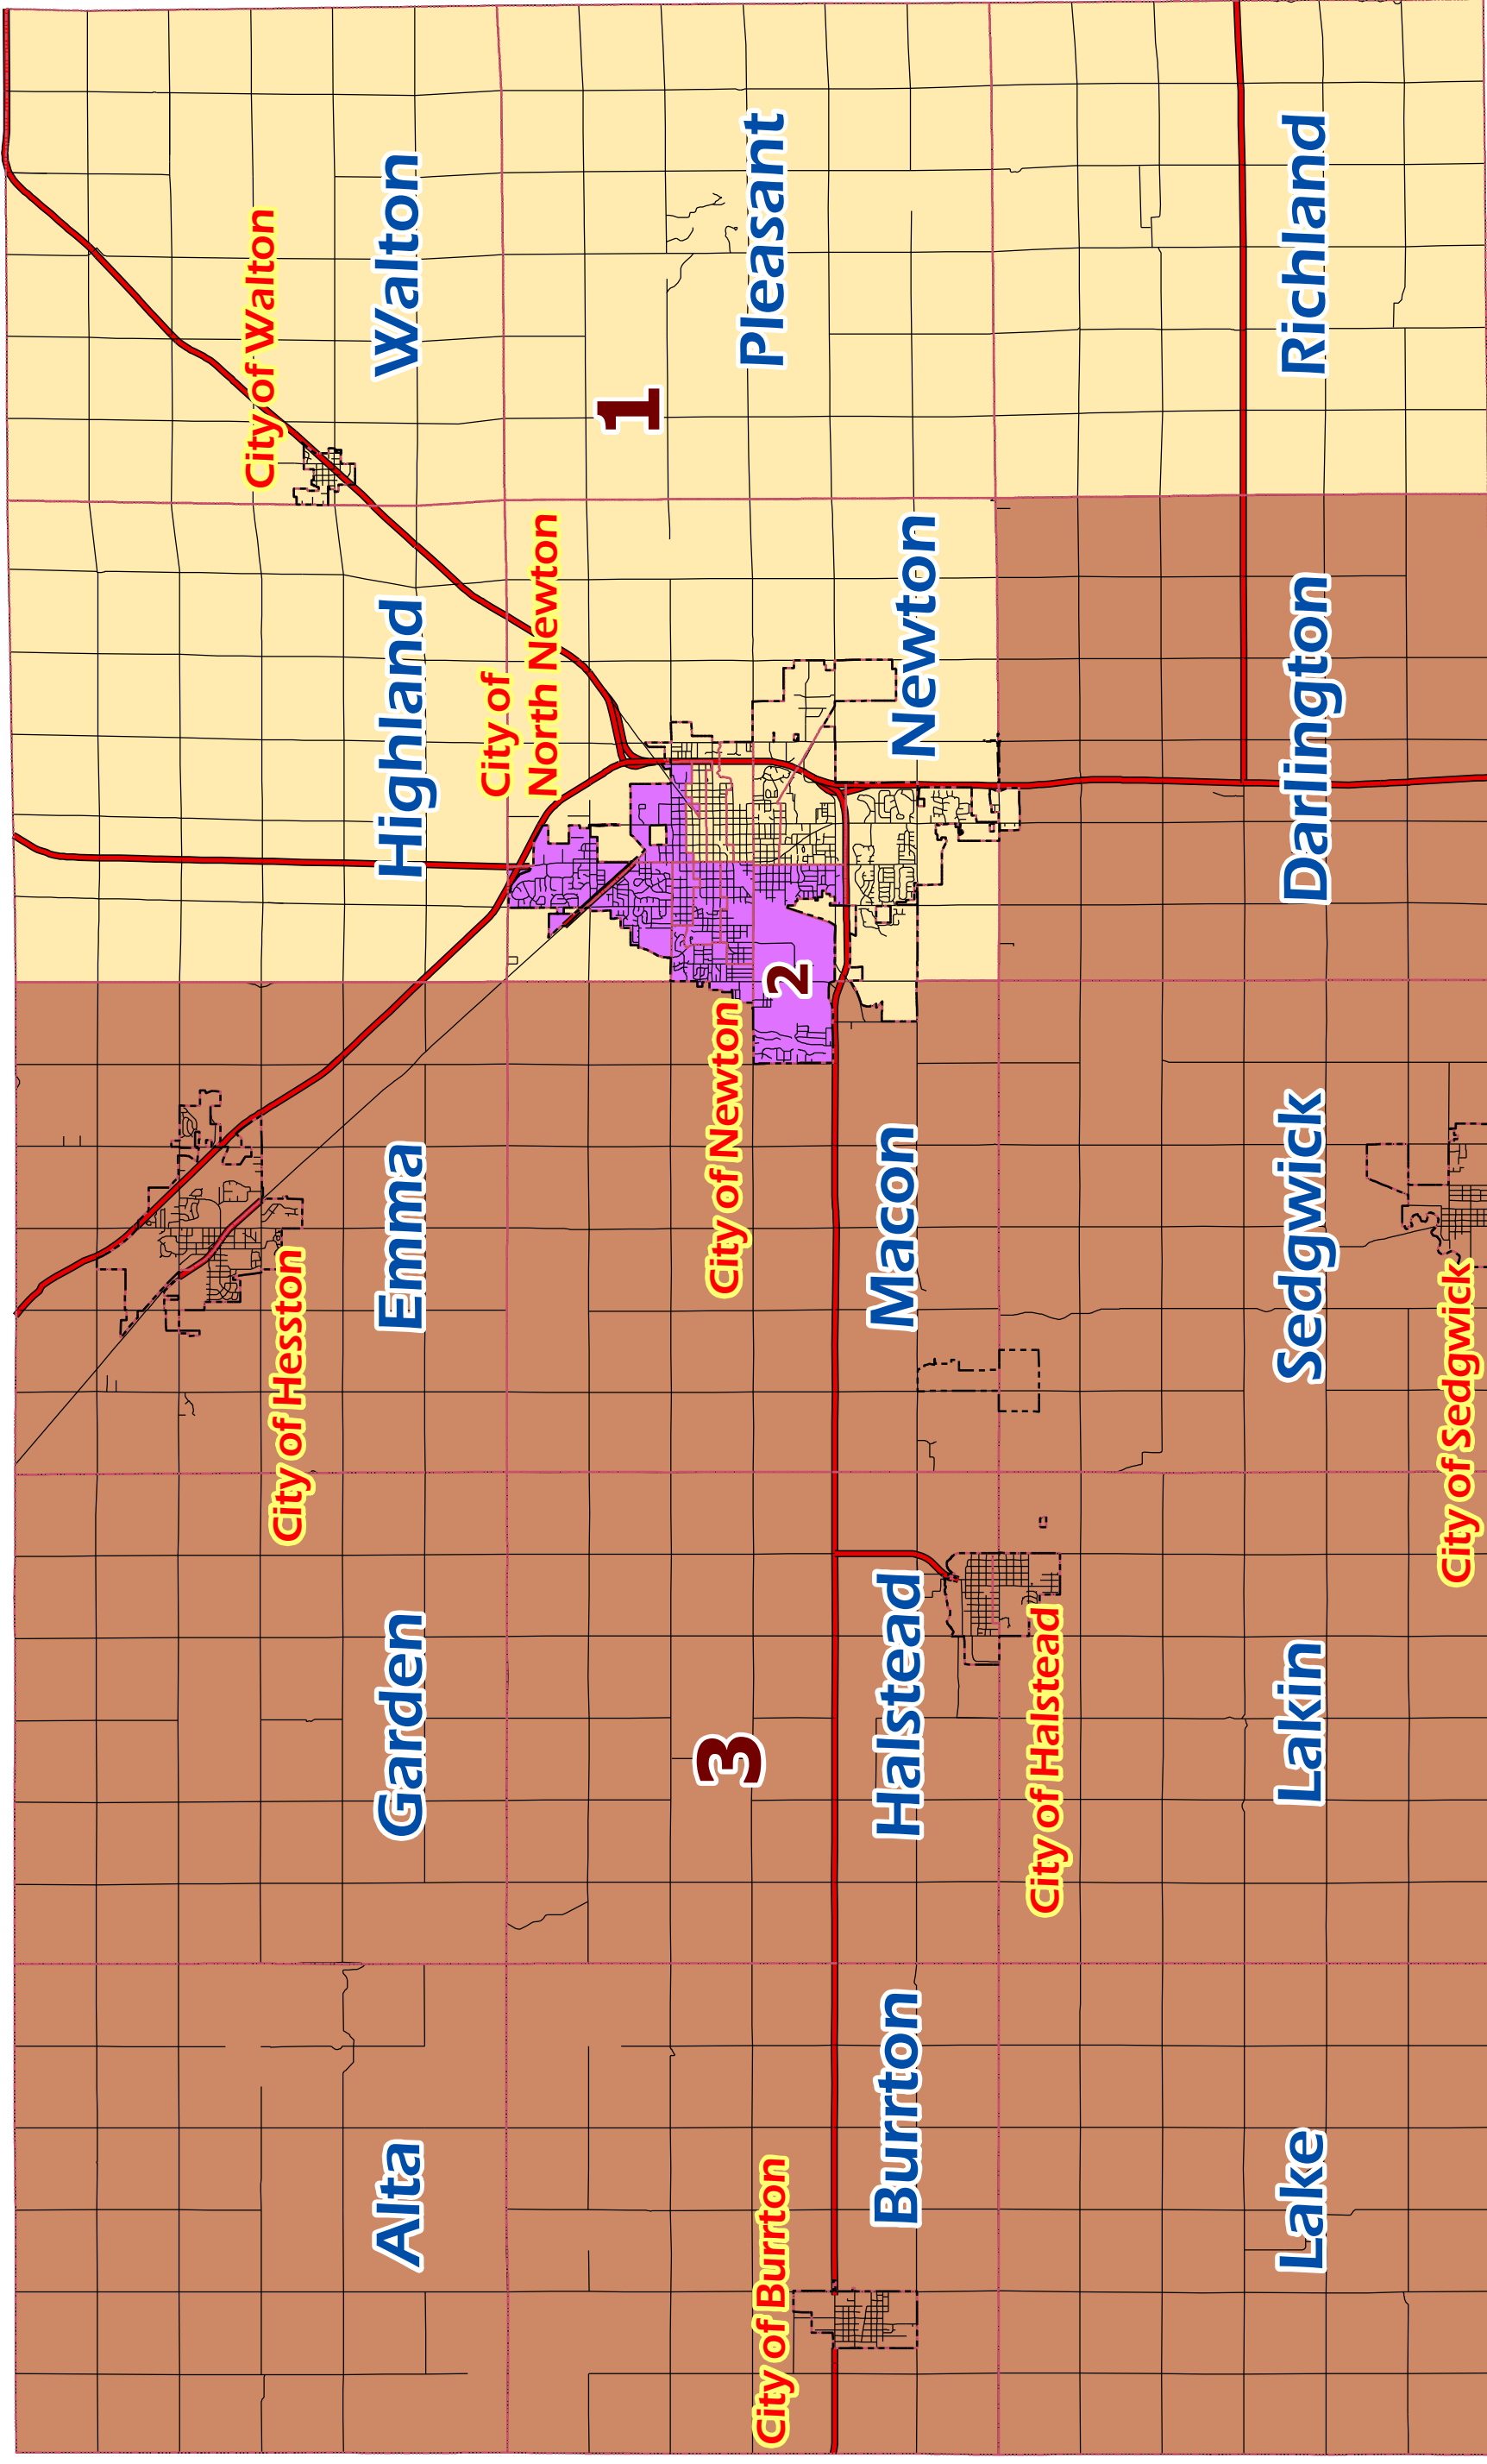 Alta
Garden
City of Hesston
Emma
Highland
City of Walton
Walton
City of
North Newton
1
Pleasant
City of Burrton
Burrton
3
Halstead
City of Newton
Macon
2
Newton
City of Halstead
Lake
Lakin
Sedgwick
Darlington
Richland
City of Sedgwick